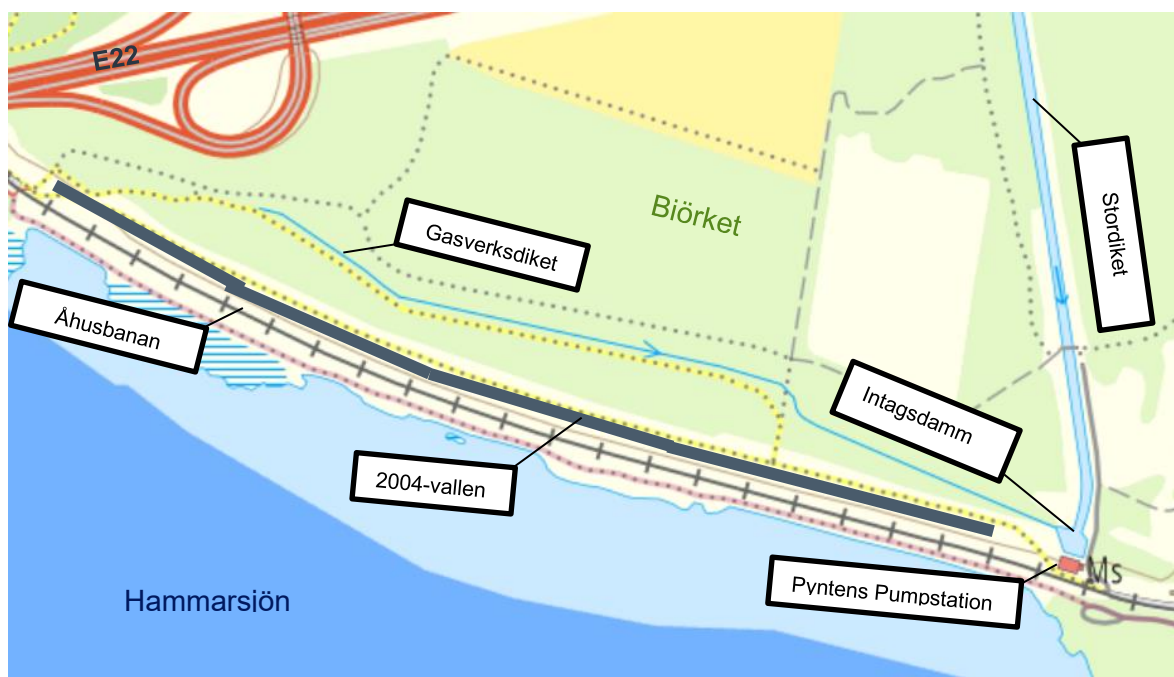 E22
Biörket
Stordiket
Gasverksdiket
Åhusbanan
Intagsdamm
2004-vallen
Pyntens Pumpstation
Ms
Hammarsjön